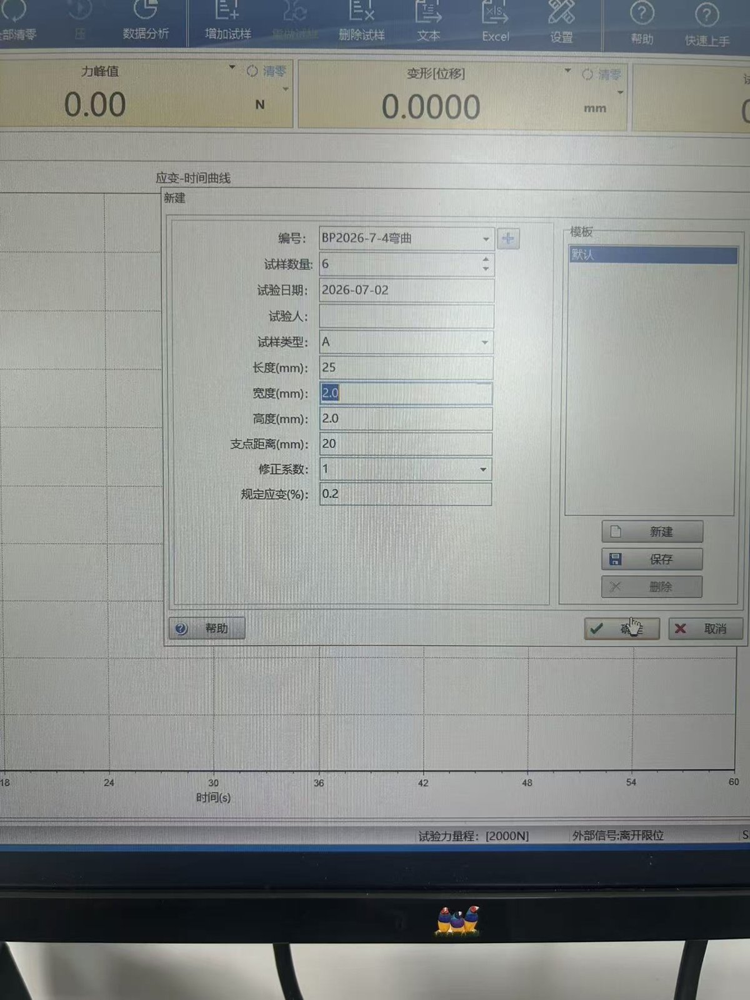 全部清零
压
数据分析
增加试样
重做试样
删除试样
文本
Excel
设置
帮助
快速上手
力峰值
清零
0.00
N
变形[位移]
清零
0.0000
mm
应变-时间曲线
新建
编号: BP2026-7-4弯曲
试样数量: 6
试验日期: 2026-07-02
试验人:
试样类型: A
长度(mm): 25
宽度(mm): 2.0
高度(mm): 2.0
支点距离(mm): 20
修正系数: 1
规定应变(%): 0.2
模板
默认
新建
保存
删除
帮助
确定
取消
18 24 30 36 42 48 54 60
时间(s)
试验力量程: [2000N]
外部信号:离开限位